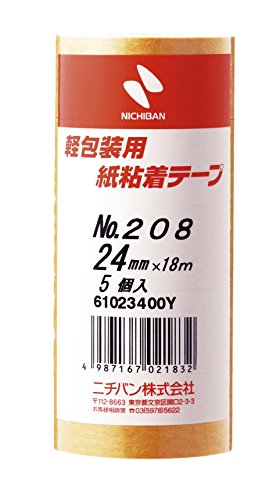 NICHIBAN
軽包装用
紙粘着テープ
No.208
24mm×18m
5個入
61023400Y
4 987167 021832
ニチバン株式会社
〒112-8663 東京都文京区関口2-3-3
お客様相談室 03(5978)5622